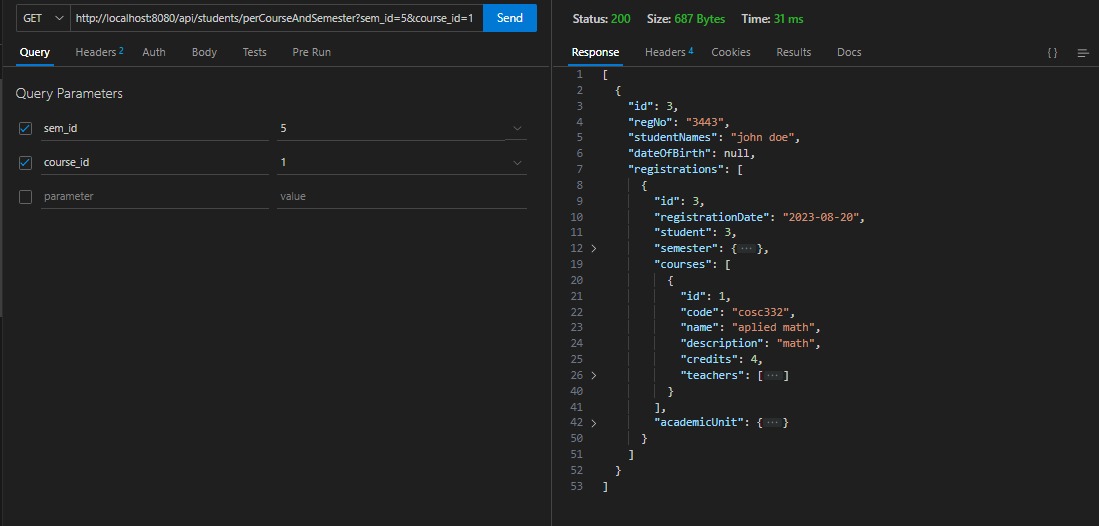 GET http://localhost:8080/api/students/perCourseAndSemester?sem_id=5&course_id=1 Send
Query Headers 2 Auth Body Tests Pre Run
Query Parameters
sem_id 5
course_id 1
parameter value
Status: 200 Size: 687 Bytes Time: 31 ms
Response Headers 4 Cookies Results Docs { }
1 [
2 {
3 "id": 3,
4 "regNo": "3443",
5 "studentNames": "john doe",
6 "dateOfBirth": null,
7 "registrations": [
8 {
9 "id": 3,
10 "registrationDate": "2023-08-20",
11 "student": 3,
12 "semester": {···},
19 "courses": [
20 {
21 "id": 1,
22 "code": "cosc332",
23 "name": "aplied math",
24 "description": "math",
25 "credits": 4,
26 "teachers": [···]
40 }
41 ],
42 "academicUnit": {···}
50 }
51 ]
52 }
53 ]